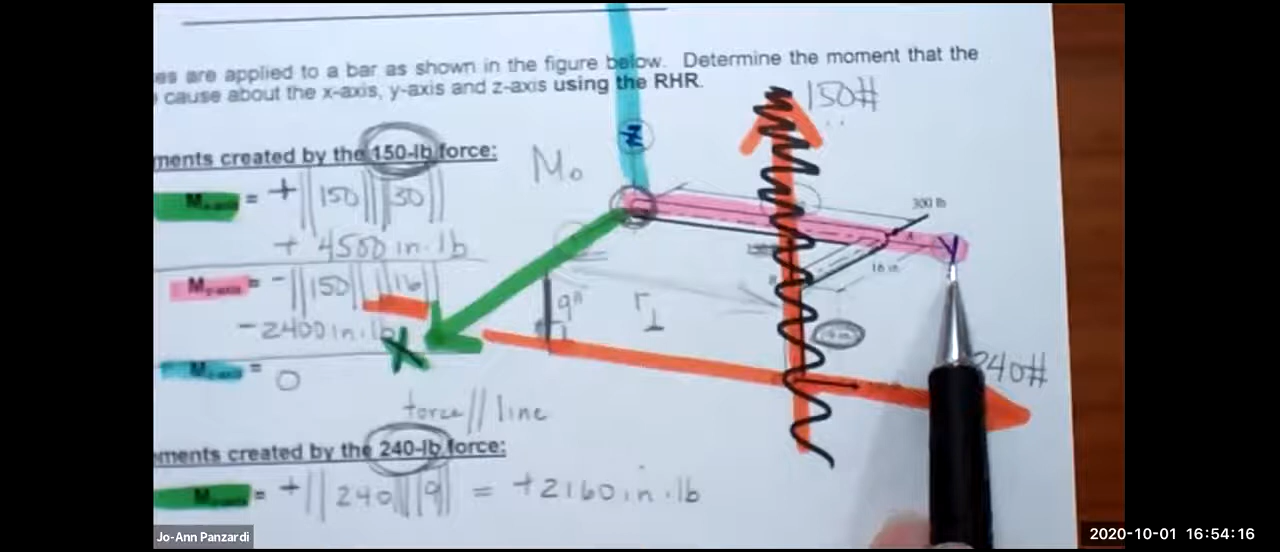 es are applied to a bar as shown in the figure below. Determine the moment that the
cause about the x-axis, y-axis and z-axis using the RHR.
150#
ments created by the 150-lb force:
Mo
= + ||150|| ||30||
+ 4500 in·lb
300 lb
Y
16 in
= - ||150|| ||16||
- 2400 in·lb
9"
r⊥
X
= 0
240#
force // line
ments created by the 240-lb force:
= + ||240|| ||9|| = +2160 in·lb
Jo-Ann Panzardi
2020-10-01 16:54:16